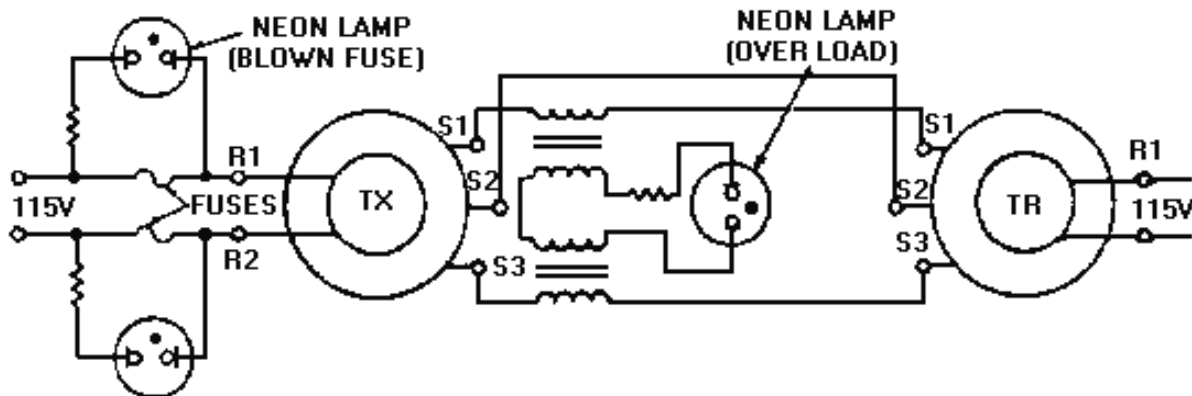 NEON LAMP
(BLOWN FUSE)
NEON LAMP
(OVER LOAD)
S1
S1
R1
R1
S2
S2
115V
FUSES
TX
TR
115V
R2
S3
S3